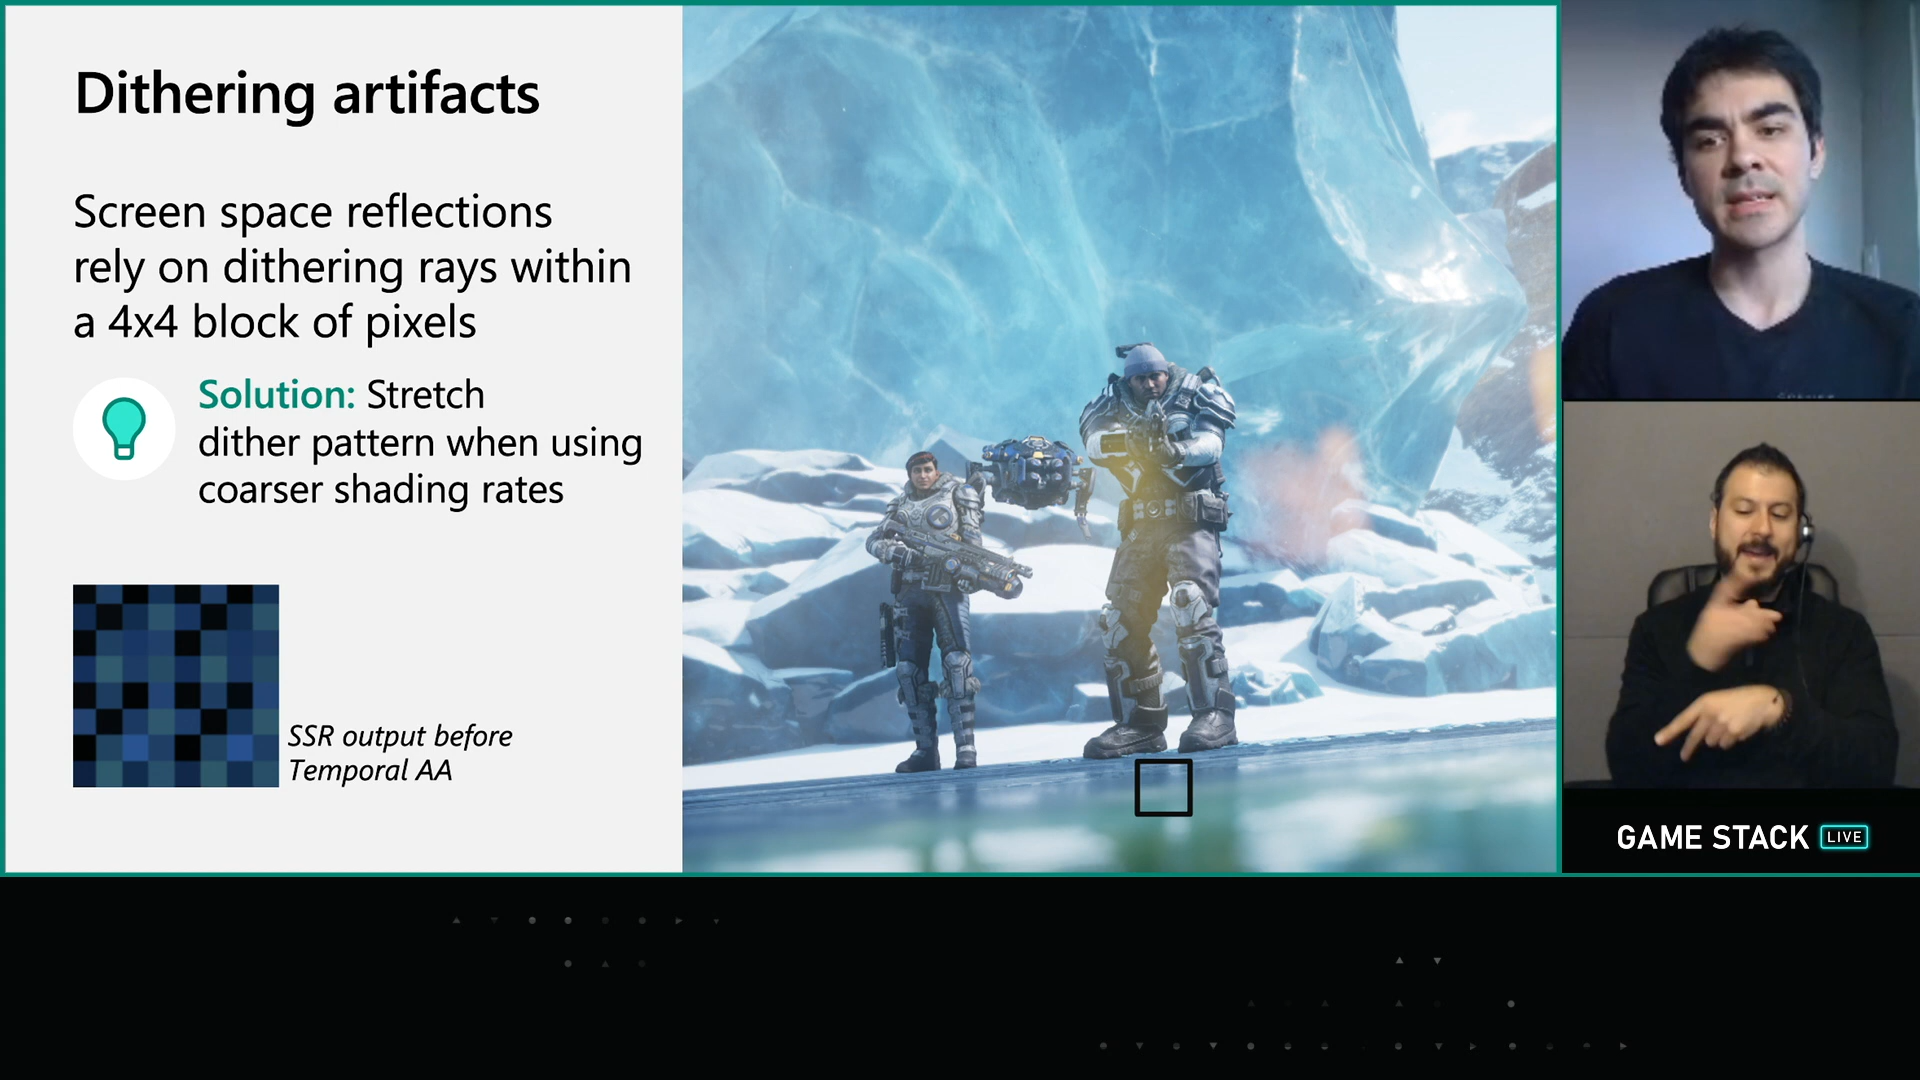 Dithering artifacts
Screen space reflections
rely on dithering rays within
a 4x4 block of pixels
Solution: Stretch
dither pattern when using
coarser shading rates
SSR output before
Temporal AA
GAME STACK LIVE